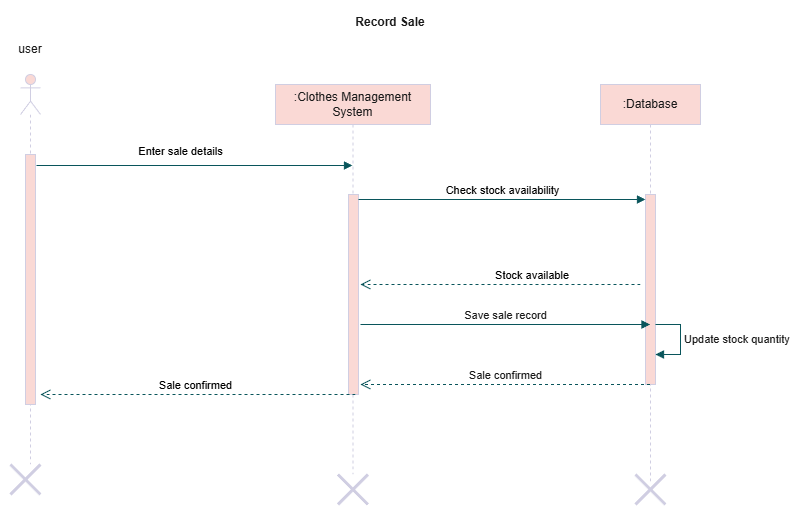 Record Sale
user
:Clothes Management
System
:Database
Enter sale details
Check stock availability
Stock available
Save sale record
Update stock quantity
Sale confirmed
Sale confirmed